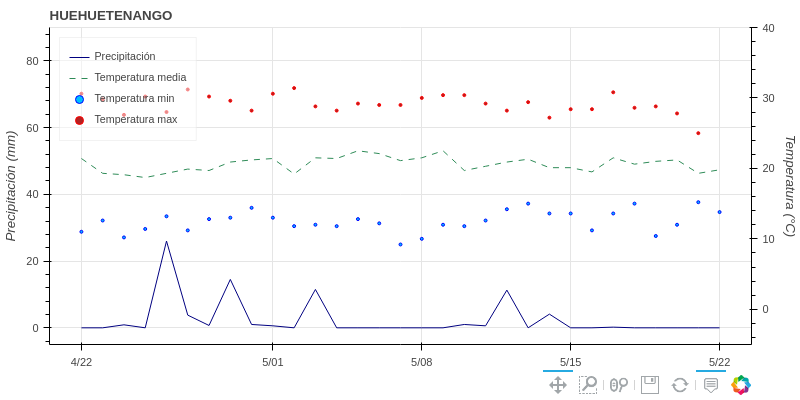 HUEHUETENANGO
Precipitación
Temperatura media
Temperatura min
Temperatura max
Precipitación (mm)
80
60
40
20
0
Temperatura (°C)
40
30
20
10
0
4/22
5/01
5/08
5/15
5/22